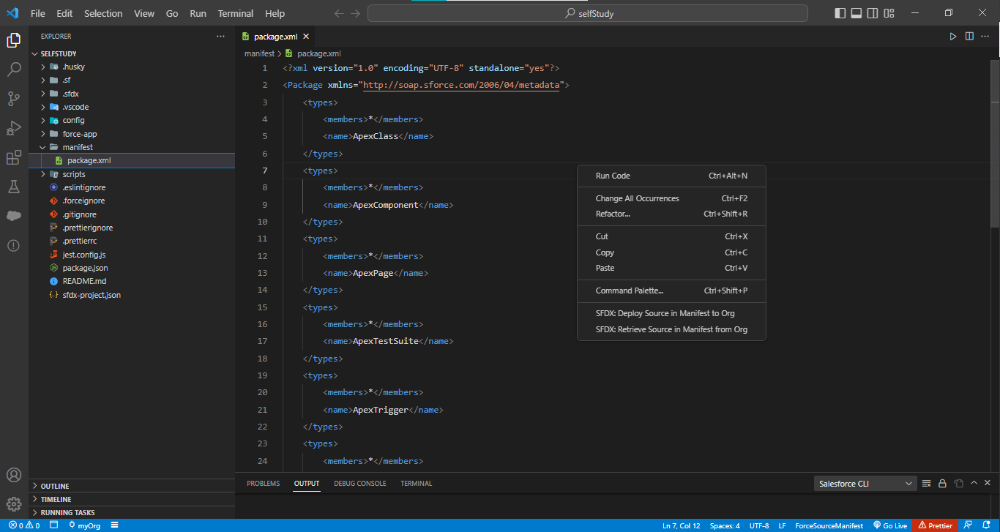 File Edit Selection View Go Run Terminal Help
selfStudy
EXPLORER
SELFSTUDY
.husky
.sf
.sfdx
.vscode
config
force-app
manifest
package.xml
scripts
.eslintignore
.forceignore
.gitignore
.prettierignore
.prettierrc
jest.config.js
package.json
README.md
sfdx-project.json
OUTLINE
TIMELINE
RUNNING TASKS
package.xml
manifest > package.xml
1 <?xml version="1.0" encoding="UTF-8" standalone="yes"?>
2 <Package xmlns="http://soap.sforce.com/2006/04/metadata">
3 <types>
4 <members>*</members>
5 <name>ApexClass</name>
6 </types>
7 <types>
8 <members>*</members>
9 <name>ApexComponent</name>
10 </types>
11 <types>
12 <members>*</members>
13 <name>ApexPage</name>
14 </types>
15 <types>
16 <members>*</members>
17 <name>ApexTestSuite</name>
18 </types>
19 <types>
20 <members>*</members>
21 <name>ApexTrigger</name>
22 </types>
23 <types>
24 <members>*</members>
Run Code Ctrl+Alt+N
Change All Occurrences Ctrl+F2
Refactor... Ctrl+Shift+R
Cut Ctrl+X
Copy Ctrl+C
Paste Ctrl+V
Command Palette... Ctrl+Shift+P
SFDX: Deploy Source in Manifest to Org
SFDX: Retrieve Source in Manifest from Org
PROBLEMS OUTPUT DEBUG CONSOLE TERMINAL
Salesforce CLI
0 0 myOrg
Ln 7, Col 12 Spaces: 4 UTF-8 LF ForceSourceManifest Go Live Prettier